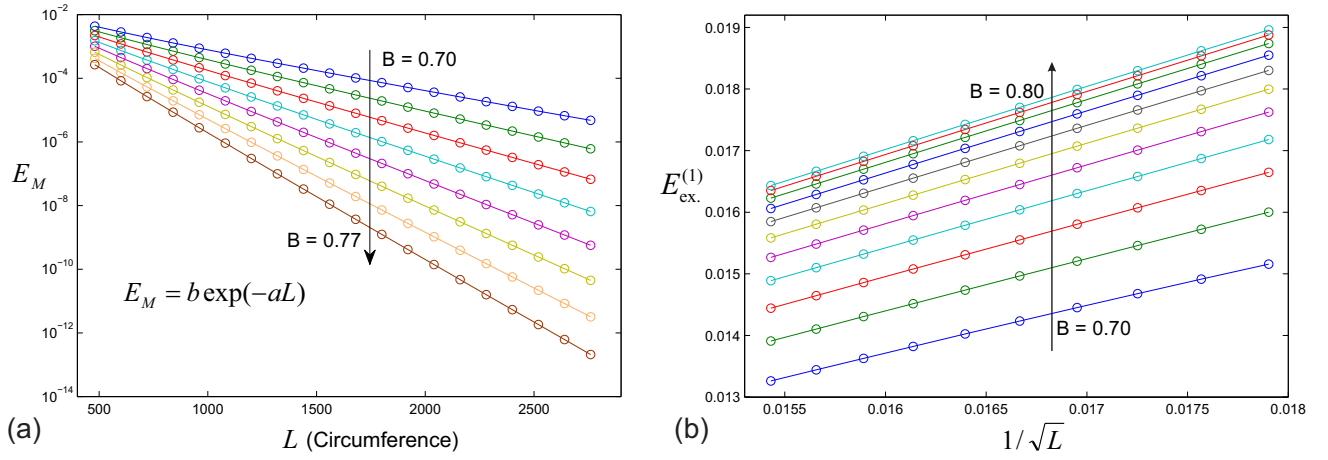 10^{-2}
10^{-4}
10^{-6}
10^{-8}
10^{-10}
10^{-12}
10^{-14}
E_M
B = 0.70
B = 0.77
E_M = b exp(-aL)
500 1000 1500 2000 2500
L (Circumference)
(a)
0.019
0.018
0.017
0.016
0.015
0.014
0.013
E_{ex.}^{(1)}
B = 0.80
B = 0.70
0.0155 0.016 0.0165 0.017 0.0175 0.018
1/√L
(b)